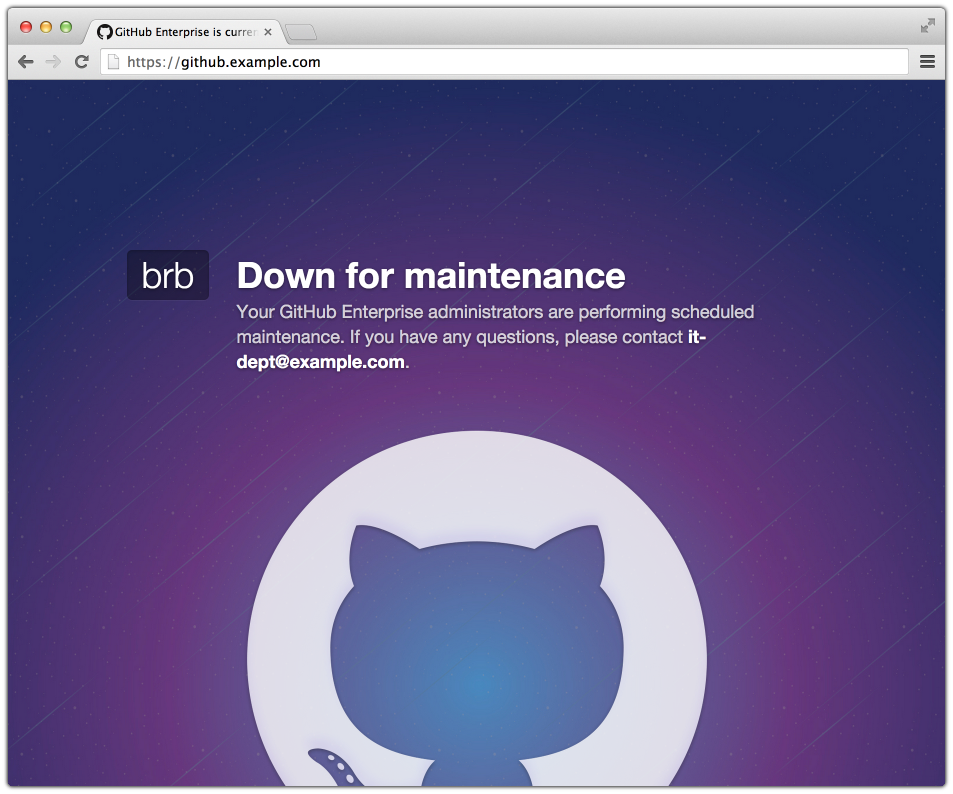 GitHub Enterprise is curren
https://github.example.com
brb
Down for maintenance
Your GitHub Enterprise administrators are performing scheduled
maintenance. If you have any questions, please contact it-
dept@example.com.